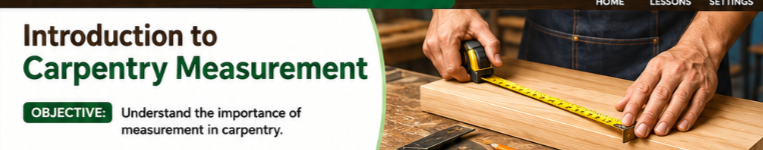 HOME LESSONS SETTINGS
Introduction to
Carpentry Measurement
OBJECTIVE: Understand the importance of
measurement in carpentry.